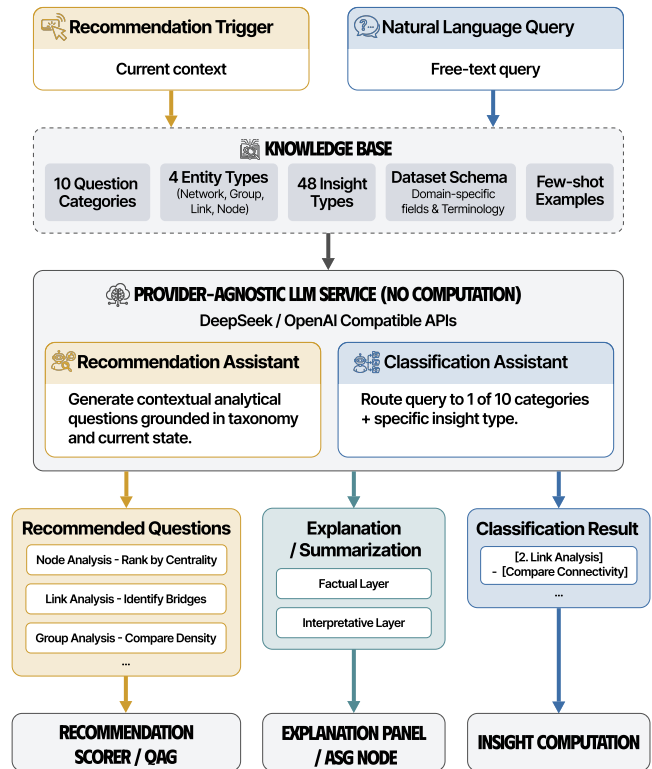 Recommendation Trigger
Current context
?...
Natural Language Query
Free-text query
KNOWLEDGE BASE
10 Question
Categories
4 Entity Types
(Network, Group,
Link, Node)
48 Insight
Types
Dataset Schema
Domain-specific
fields & Terminology
Few-shot
Examples
PROVIDER-AGNOSTIC LLM SERVICE (NO COMPUTATION)
DeepSeek / OpenAI Compatible APIs
Recommendation Assistant
Generate contextual analytical
questions grounded in taxonomy
and current state.
Classification Assistant
Route query to 1 of 10 categories
+ specific insight type.
Recommended Questions
Node Analysis - Rank by Centrality
Link Analysis - Identify Bridges
Group Analysis - Compare Density
...
Explanation
/ Summarization
Factual Layer
Interpretative Layer
Classification Result
[2. Link Analysis]
- [Compare Connectivity]
...
RECOMMENDATION
SCORER / QAG
EXPLANATION PANEL
/ ASG NODE
INSIGHT COMPUTATION